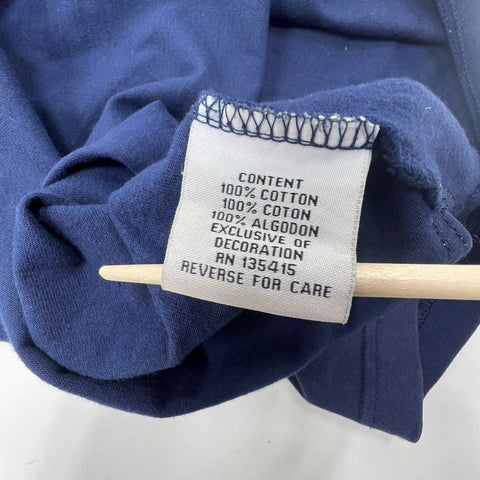 CONTENT
100% COTTON
100% COTON
100% ALGODON
EXCLUSIVE OF
DECORATION
RN 135415
REVERSE FOR CARE